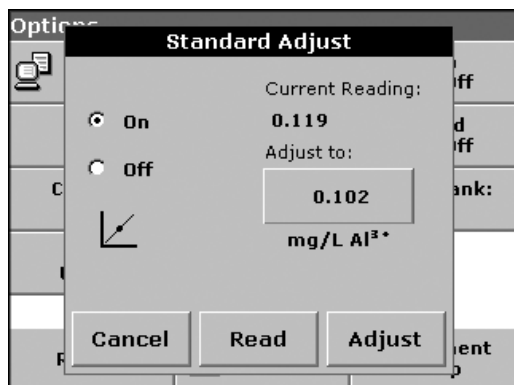 Standard Adjust
Current Reading:
On
0.119
Adjust to:
Off
0.102
mg/L Al³⁺
Cancel
Read
Adjust